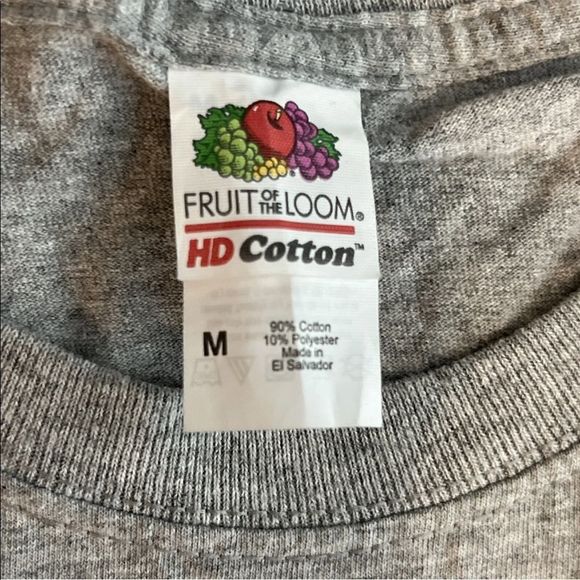 FRUIT OF THE LOOM®
HD Cotton™
M
90% Cotton
10% Polyester
Made in
El Salvador